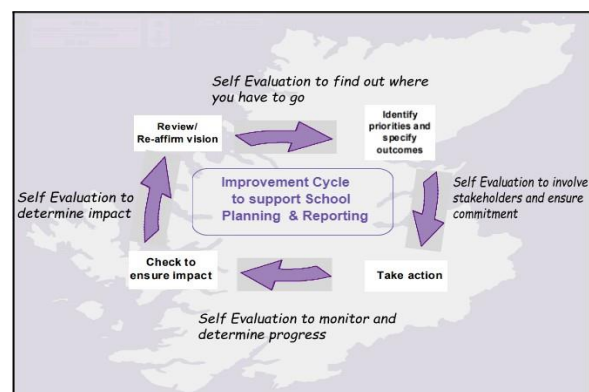 Self Evaluation to find out where
you have to go
Review/
Re-affirm vision
Identify
priorities and
specify
outcomes
Self Evaluation to
determine impact
Improvement Cycle
to support School
Planning & Reporting
Self Evaluation to involve
stakeholders and ensure
commitment
Check to
ensure impact
Take action
Self Evaluation to monitor and
determine progress